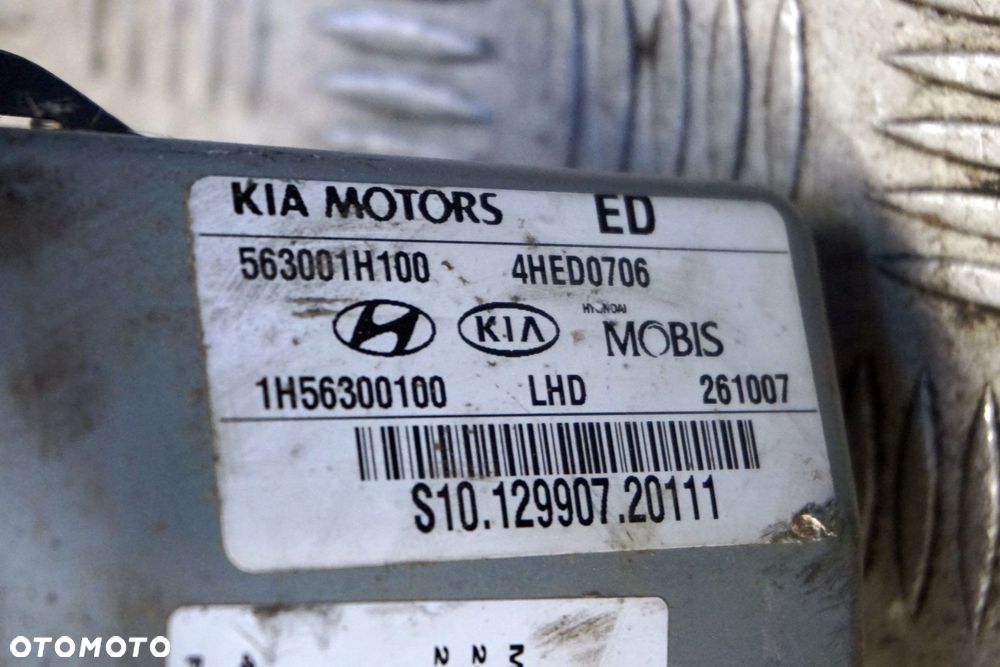 KIA MOTORS ED
563001H100 4HED0706
KIA HYUNDAI MOBIS
1H56300100 LHD 261007
S10.129907.20111
OTOMOTO